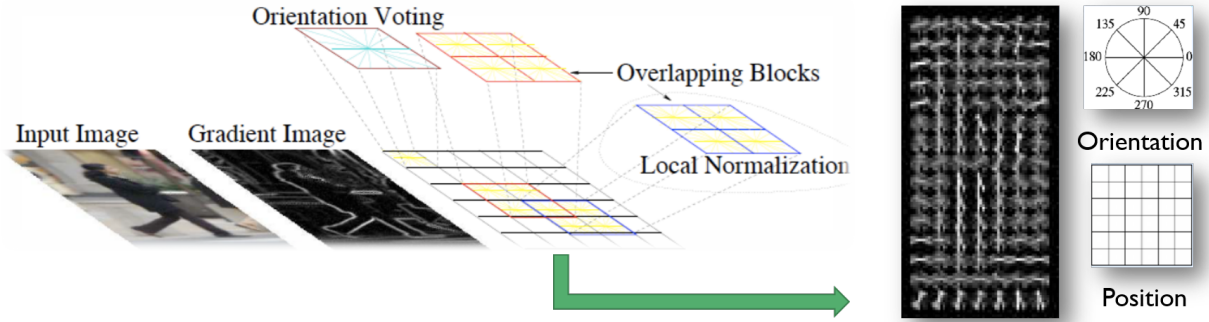 Orientation Voting
Overlapping Blocks
Input Image
Gradient Image
Local Normalization
90
135
45
180
0
225
315
270
Orientation
Position